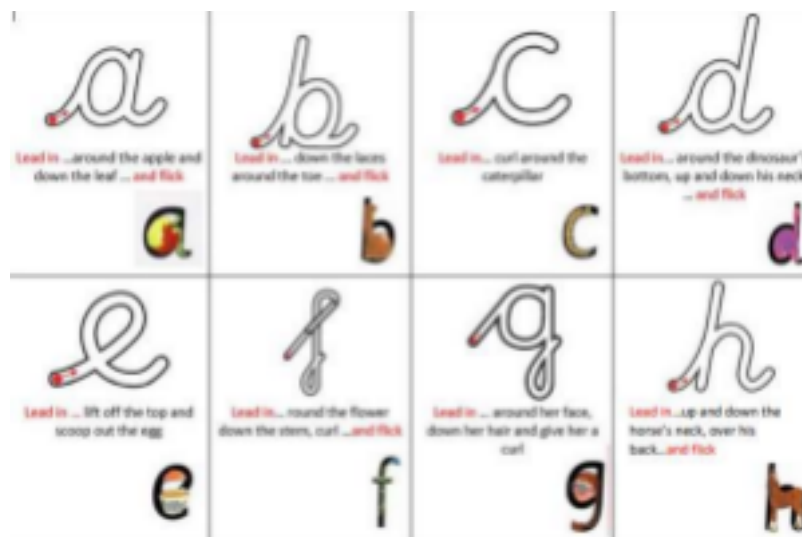 a
Lead in ...around the apple and
down the leaf ... and flick
a
b
Lead in ... down the laces
around the toe ... and flick
b
c
Lead in... curl around the
caterpillar
c
d
Lead in... around the dinosaur's
bottom, up and down his neck
... and flick
d
e
Lead in ... lift off the top and
scoop out the egg
e
f
Lead in... round the flower
down the stem, curl ...and flick
f
g
Lead in ... around her face,
down her hair and give her a
curl
g
h
Lead in...up and down the
horse's neck, over his
back...and flick
h